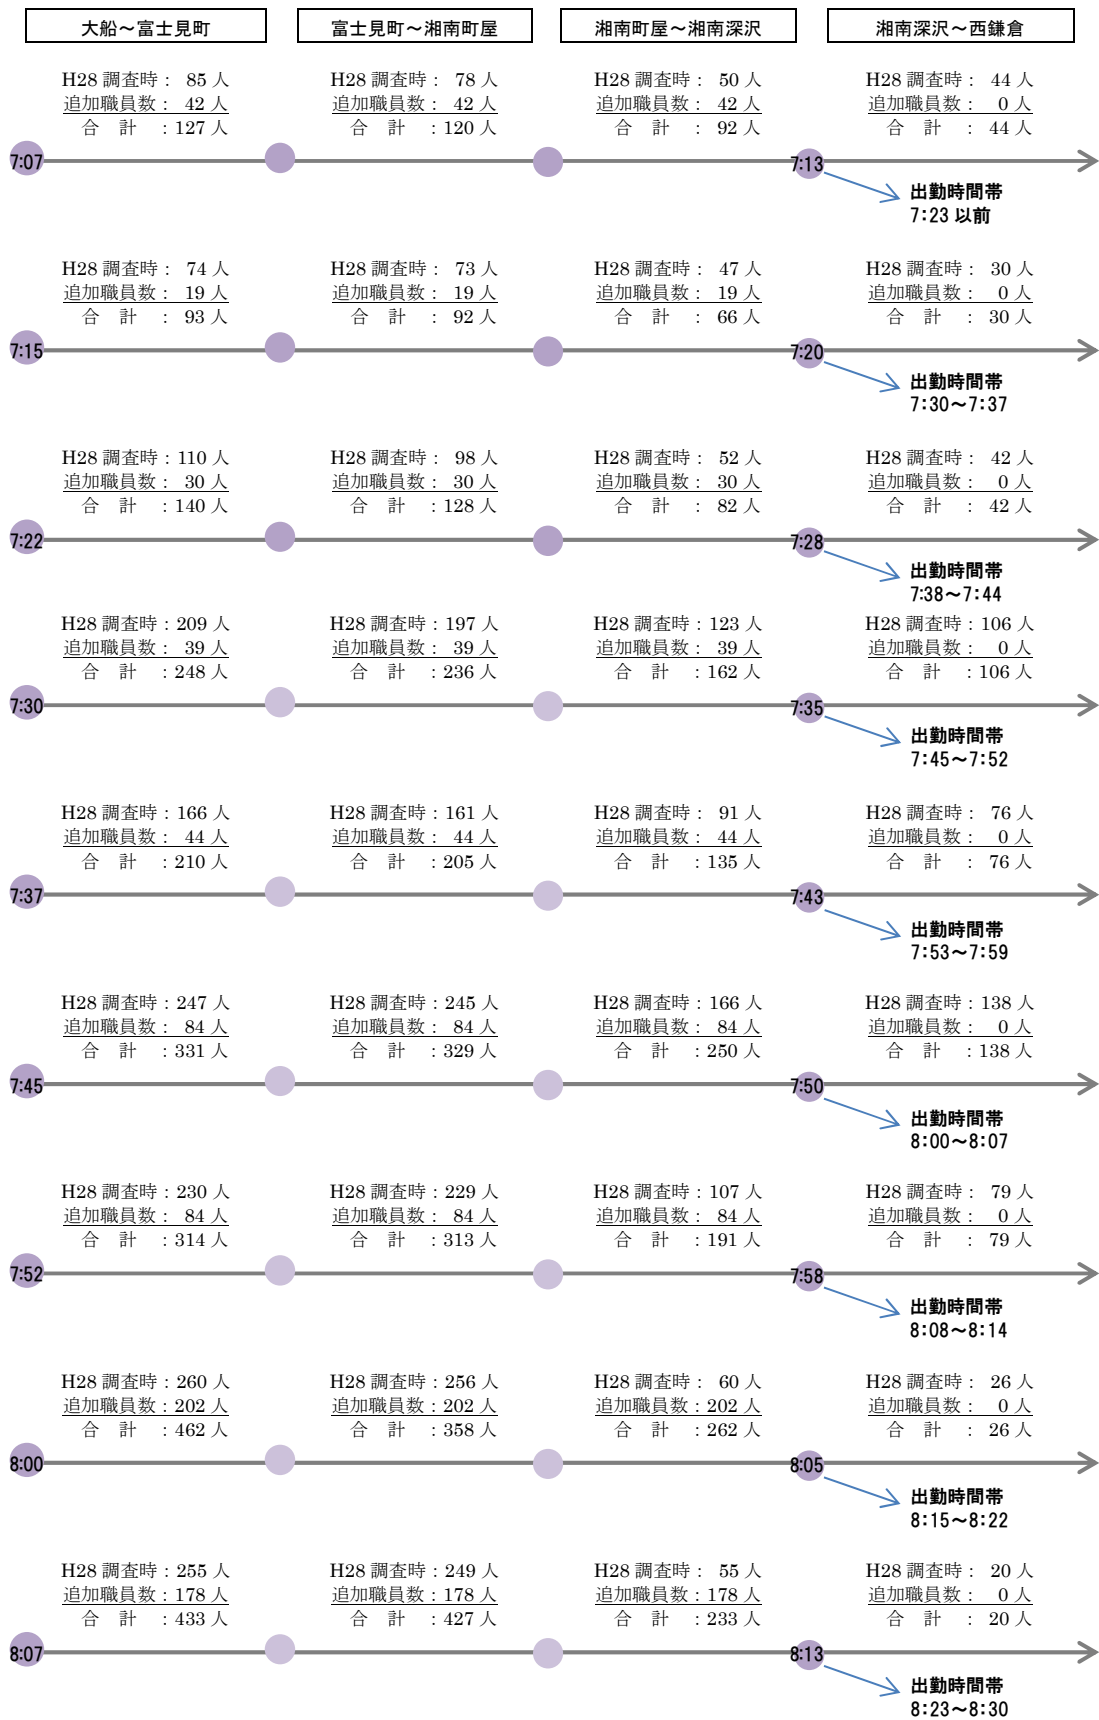 大船～富士見町 富士見町～湘南町屋 湘南町屋～湘南深沢 湘南深沢～西鎌倉
H28 調査時： 85 人 H28 調査時： 78 人 H28 調査時： 50 人 H28 調査時： 44 人
追加職員数： 42 人 追加職員数： 42 人 追加職員数： 42 人 追加職員数： 0 人
合 計 ：127 人 合 計 ：120 人 合 計 ： 92 人 合 計 ： 44 人
7:07 7:13
出勤時間帯
7:23 以前
H28 調査時： 74 人 H28 調査時： 73 人 H28 調査時： 47 人 H28 調査時： 30 人
追加職員数： 19 人 追加職員数： 19 人 追加職員数： 19 人 追加職員数： 0 人
合 計 ： 93 人 合 計 ： 92 人 合 計 ： 66 人 合 計 ： 30 人
7:15 7:20
出勤時間帯
7:30～7:37
H28 調査時：110 人 H28 調査時： 98 人 H28 調査時： 52 人 H28 調査時： 42 人
追加職員数： 30 人 追加職員数： 30 人 追加職員数： 30 人 追加職員数： 0 人
合 計 ：140 人 合 計 ：128 人 合 計 ： 82 人 合 計 ： 42 人
7:22 7:28
出勤時間帯
7:38～7:44
H28 調査時：209 人 H28 調査時：197 人 H28 調査時：123 人 H28 調査時：106 人
追加職員数： 39 人 追加職員数： 39 人 追加職員数： 39 人 追加職員数： 0 人
合 計 ：248 人 合 計 ：236 人 合 計 ：162 人 合 計 ：106 人
7:30 7:35
出勤時間帯
7:45～7:52
H28 調査時：166 人 H28 調査時：161 人 H28 調査時： 91 人 H28 調査時： 76 人
追加職員数： 44 人 追加職員数： 44 人 追加職員数： 44 人 追加職員数： 0 人
合 計 ：210 人 合 計 ：205 人 合 計 ：135 人 合 計 ： 76 人
7:37 7:43
出勤時間帯
7:53～7:59
H28 調査時：247 人 H28 調査時：245 人 H28 調査時：166 人 H28 調査時：138 人
追加職員数： 84 人 追加職員数： 84 人 追加職員数： 84 人 追加職員数： 0 人
合 計 ：331 人 合 計 ：329 人 合 計 ：250 人 合 計 ：138 人
7:45 7:50
出勤時間帯
8:00～8:07
H28 調査時：230 人 H28 調査時：229 人 H28 調査時：107 人 H28 調査時： 79 人
追加職員数： 84 人 追加職員数： 84 人 追加職員数： 84 人 追加職員数： 0 人
合 計 ：314 人 合 計 ：313 人 合 計 ：191 人 合 計 ： 79 人
7:52 7:58
出勤時間帯
8:08～8:14
H28 調査時：260 人 H28 調査時：256 人 H28 調査時： 60 人 H28 調査時： 26 人
追加職員数：202 人 追加職員数：202 人 追加職員数：202 人 追加職員数： 0 人
合 計 ：462 人 合 計 ：358 人 合 計 ：262 人 合 計 ： 26 人
8:00 8:05
出勤時間帯
8:15～8:22
H28 調査時：255 人 H28 調査時：249 人 H28 調査時： 55 人 H28 調査時： 20 人
追加職員数：178 人 追加職員数：178 人 追加職員数：178 人 追加職員数： 0 人
合 計 ：433 人 合 計 ：427 人 合 計 ：233 人 合 計 ： 20 人
8:07 8:13
出勤時間帯
8:23～8:30